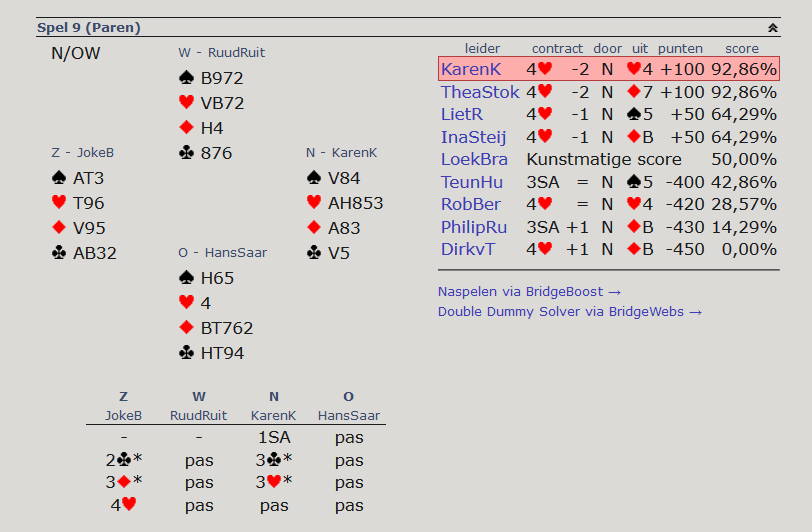 Spel 9 (Paren)
N/OW
W - RuudRuit
♠ B972
♥ VB72
♦ H4
♣ 876
Z - JokeB
♠ AT3
♥ T96
♦ V95
♣ AB32
N - KarenK
♠ V84
♥ AH853
♦ A83
♣ V5
O - HansSaar
♠ H65
♥ 4
♦ BT762
♣ HT94
leider contract door uit punten score
KarenK 4♥ -2 N ♥4 +100 92,86%
TheaStok 4♥ -2 N ♦7 +100 92,86%
LietR 4♥ -1 N ♠5 +50 64,29%
InaSteij 4♥ -1 N ♦B +50 64,29%
LoekBra Kunstmatige score 50,00%
TeunHu 3SA = N ♠5 -400 42,86%
RobBer 4♥ = N ♥4 -420 28,57%
PhilipRu 3SA +1 N ♦B -430 14,29%
DirkvT 4♥ +1 N ♦B -450 0,00%
Naspelen via BridgeBoost →
Double Dummy Solver via BridgeWebs →
Z W N O
JokeB RuudRuit KarenK HansSaar
- - 1SA pas
2♣* pas 3♣* pas
3♦* pas 3♥* pas
4♥ pas pas pas